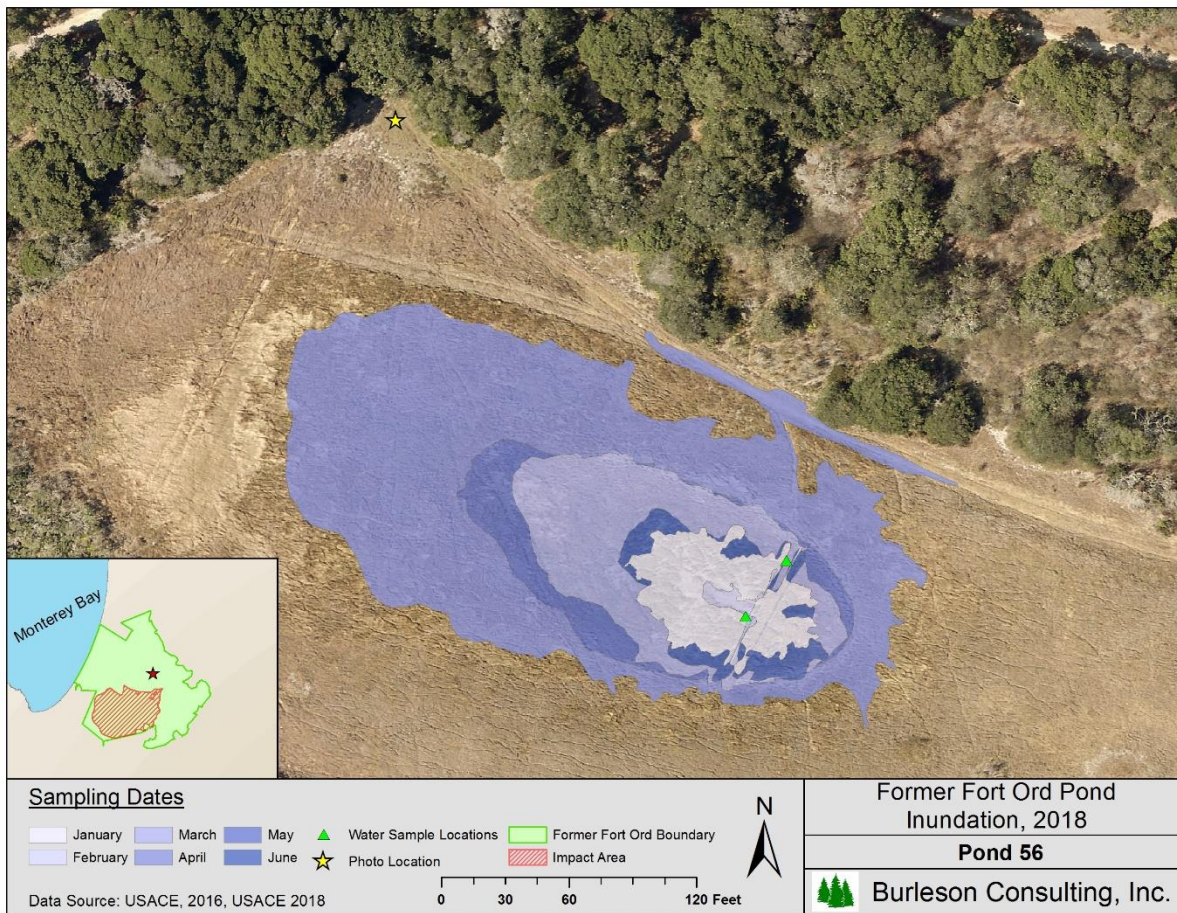 Monterey Bay
Sampling Dates
January
February
March
April
May
June
Water Sample Locations
Photo Location
Former Fort Ord Boundary
Impact Area
Data Source: USACE, 2016, USACE 2018
0 30 60 120 Feet
N
Former Fort Ord Pond
Inundation, 2018
Pond 56
Burleson Consulting, Inc.